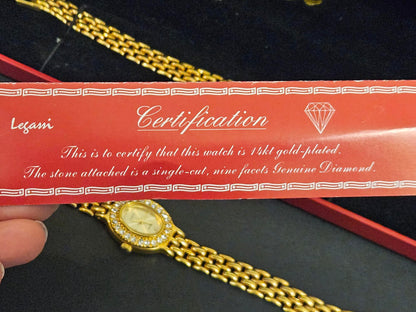 Legassi
Certification
This is to certify that this watch is 14kt gold-plated.
The stone attached is a single-cut, nine facets Genuine Diamond.